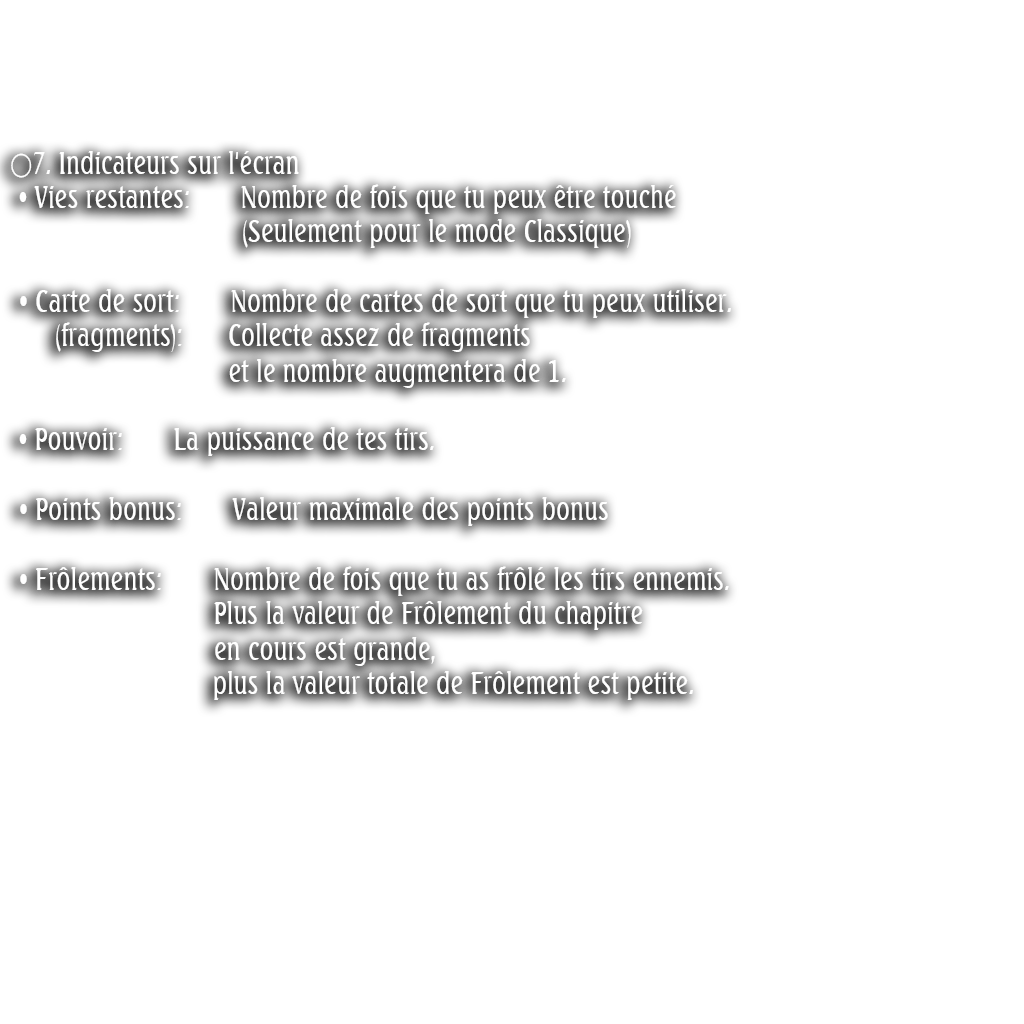 ○7. Indicateurs sur l'écran
• Vies restantes: Nombre de fois que tu peux être touché
(Seulement pour le mode Classique)
• Carte de sort: Nombre de cartes de sort que tu peux utiliser.
(fragments): Collecte assez de fragments
et le nombre augmentera de 1.
• Pouvoir: La puissance de tes tirs.
• Points bonus: Valeur maximale des points bonus
• Frôlements: Nombre de fois que tu as frôlé les tirs ennemis.
Plus la valeur de Frôlement du chapitre
en cours est grande,
plus la valeur totale de Frôlement est petite.